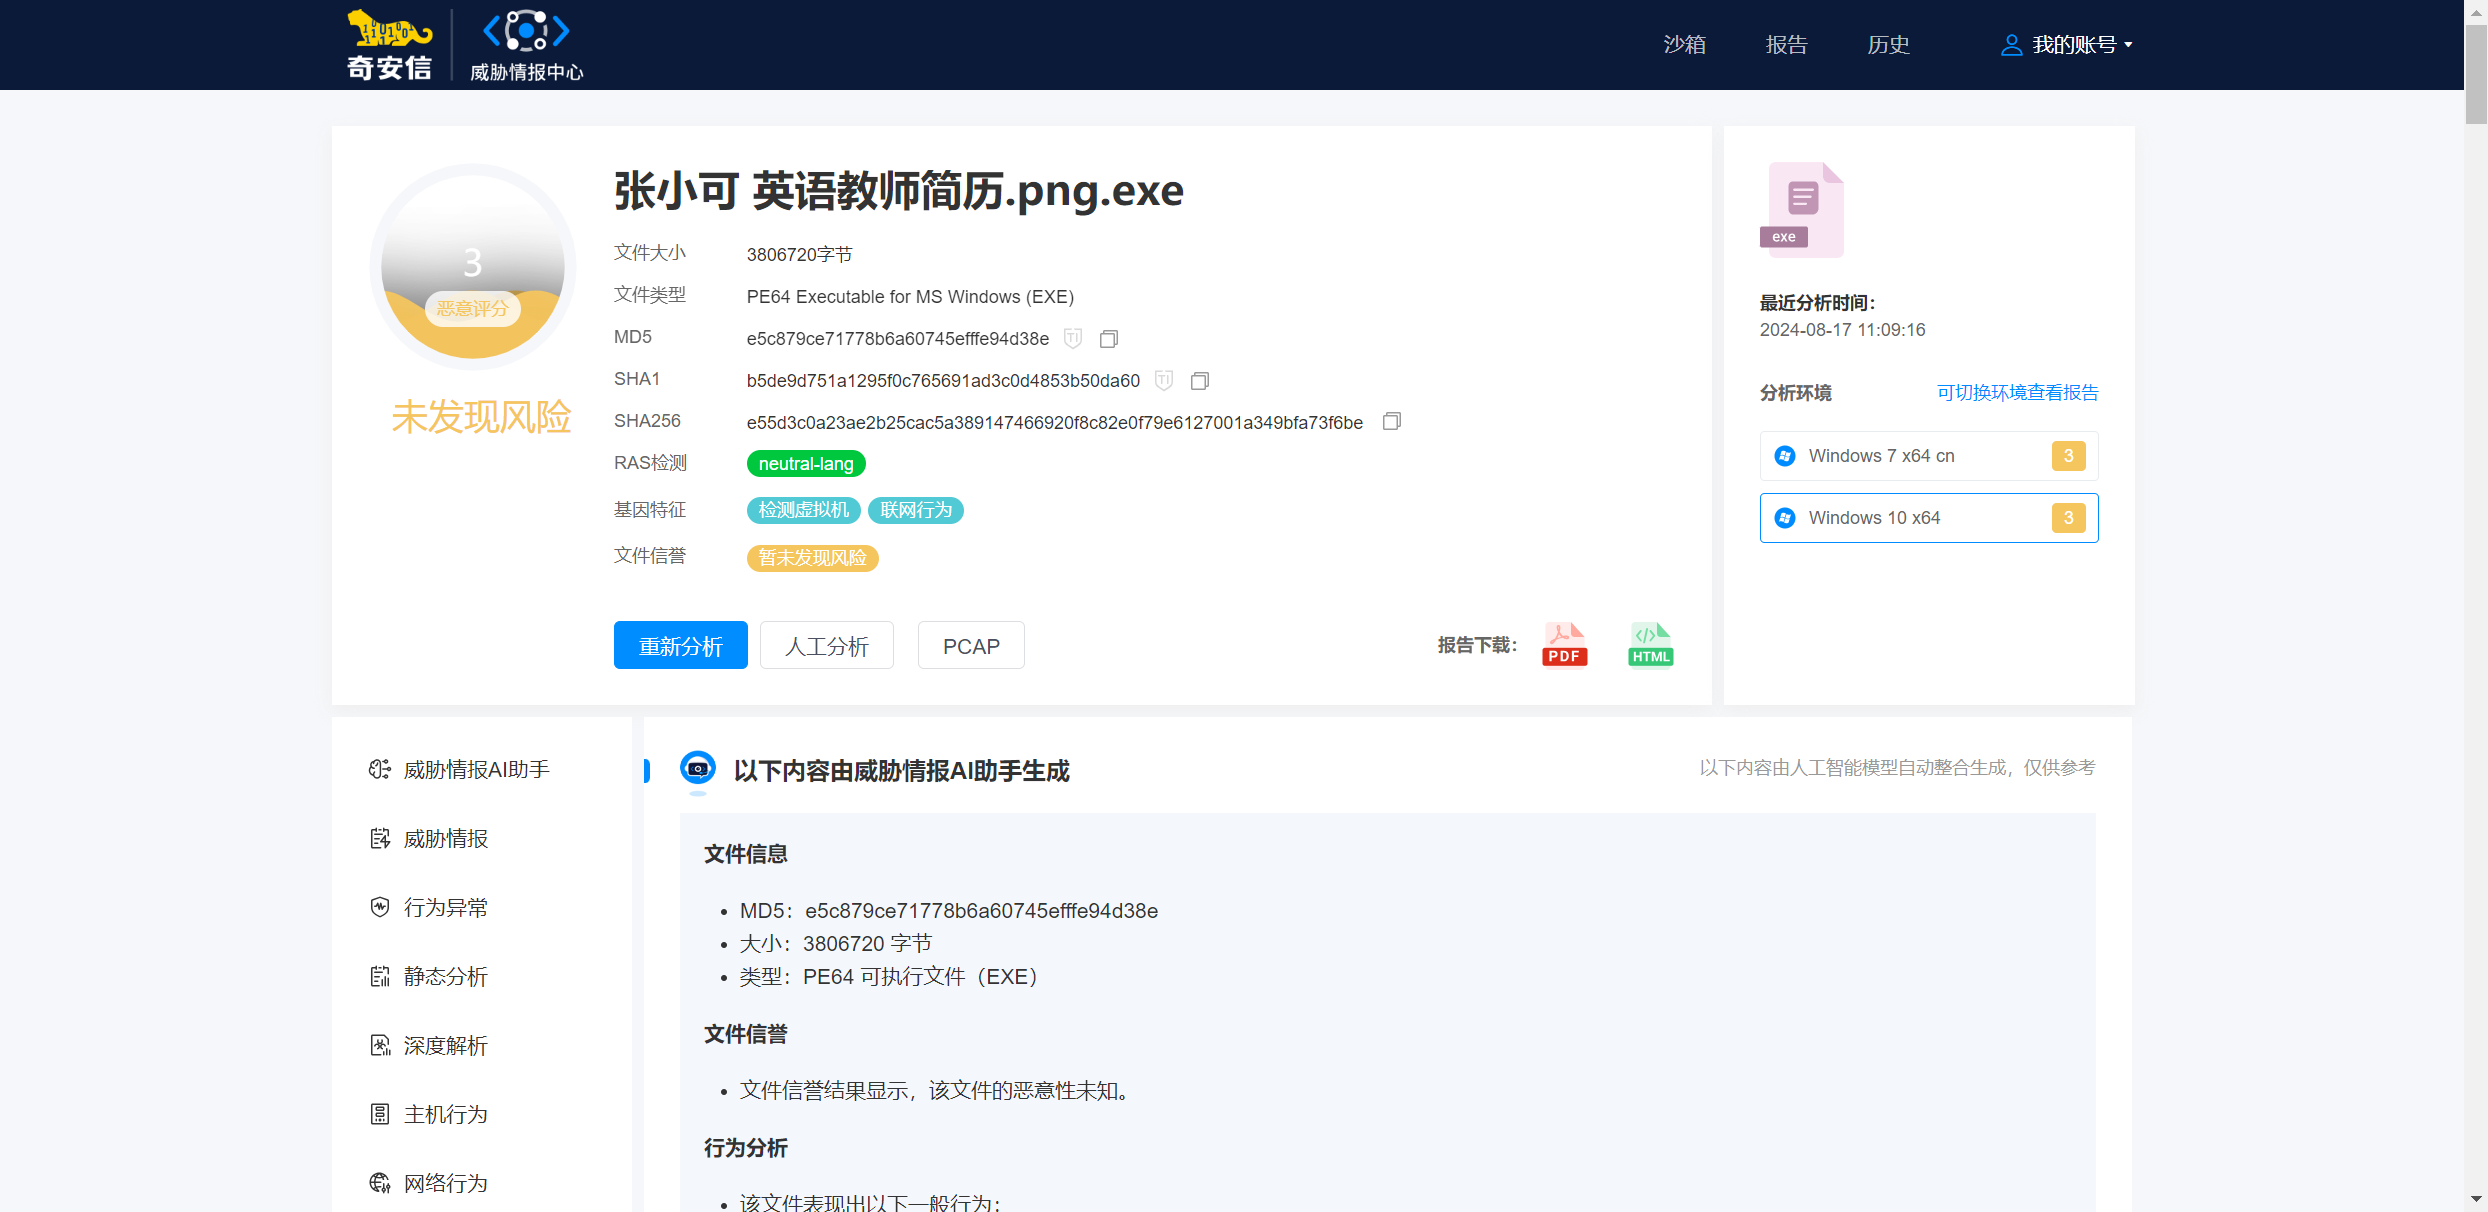 奇安信
威胁情报中心
沙箱
报告
历史
我的账号
3
恶意评分
未发现风险
张小可 英语教师简历.png.exe
文件大小 3806720字节
文件类型 PE64 Executable for MS Windows (EXE)
MD5 e5c879ce71778b6a60745efffe94d38e TI
SHA1 b5de9d751a1295f0c765691ad3c0d4853b50da60 TI
SHA256 e55d3c0a23ae2b25cac5a389147466920f8c82e0f79e6127001a349bfa73f6be
RAS检测 neutral-lang
基因特征 检测虚拟机 联网行为
文件信誉 暂未发现风险
重新分析 人工分析 PCAP 报告下载: PDF HTML
exe
最近分析时间:
2024-08-17 11:09:16
分析环境 可切换环境查看报告
Windows 7 x64 cn 3
Windows 10 x64 3
威胁情报AI助手
威胁情报
行为异常
静态分析
深度解析
主机行为
网络行为
以下内容由威胁情报AI助手生成
以下内容由人工智能模型自动整合生成，仅供参考
文件信息
• MD5：e5c879ce71778b6a60745efffe94d38e
• 大小：3806720 字节
• 类型：PE64 可执行文件（EXE）
文件信誉
• 文件信誉结果显示，该文件的恶意性未知。
行为分析
• 该文件表现出以下一般行为：